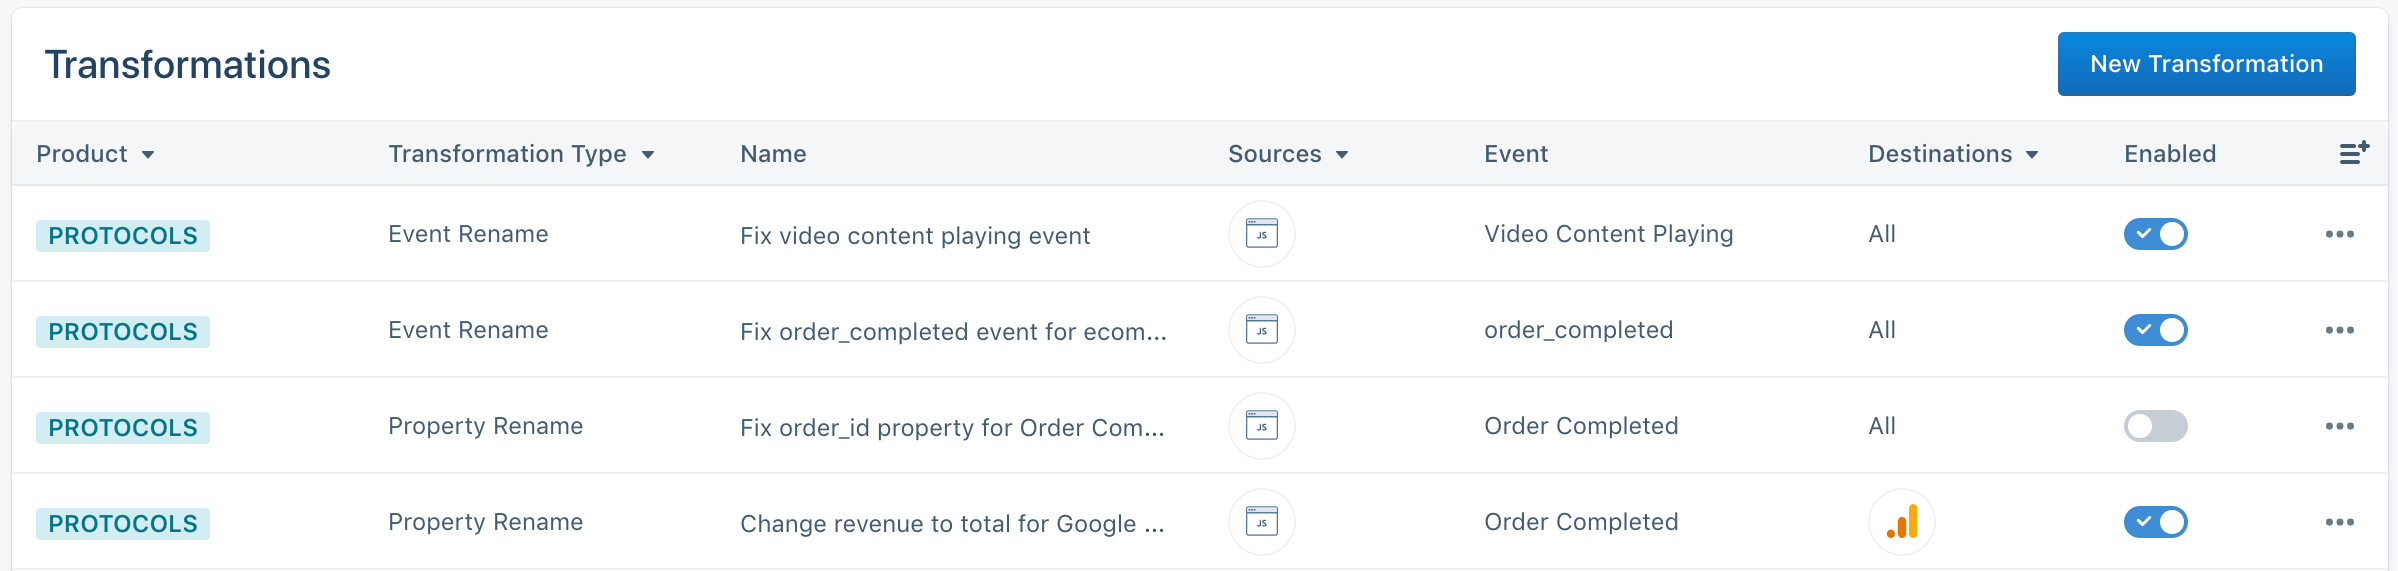 Transformations
New Transformation
Product Transformation Type Name Sources Event Destinations Enabled
PROTOCOLS Event Rename Fix video content playing event JS Video Content Playing All
PROTOCOLS Event Rename Fix order_completed event for ecom... JS order_completed All
PROTOCOLS Property Rename Fix order_id property for Order Com... JS Order Completed All
PROTOCOLS Property Rename Change revenue to total for Google ... JS Order Completed